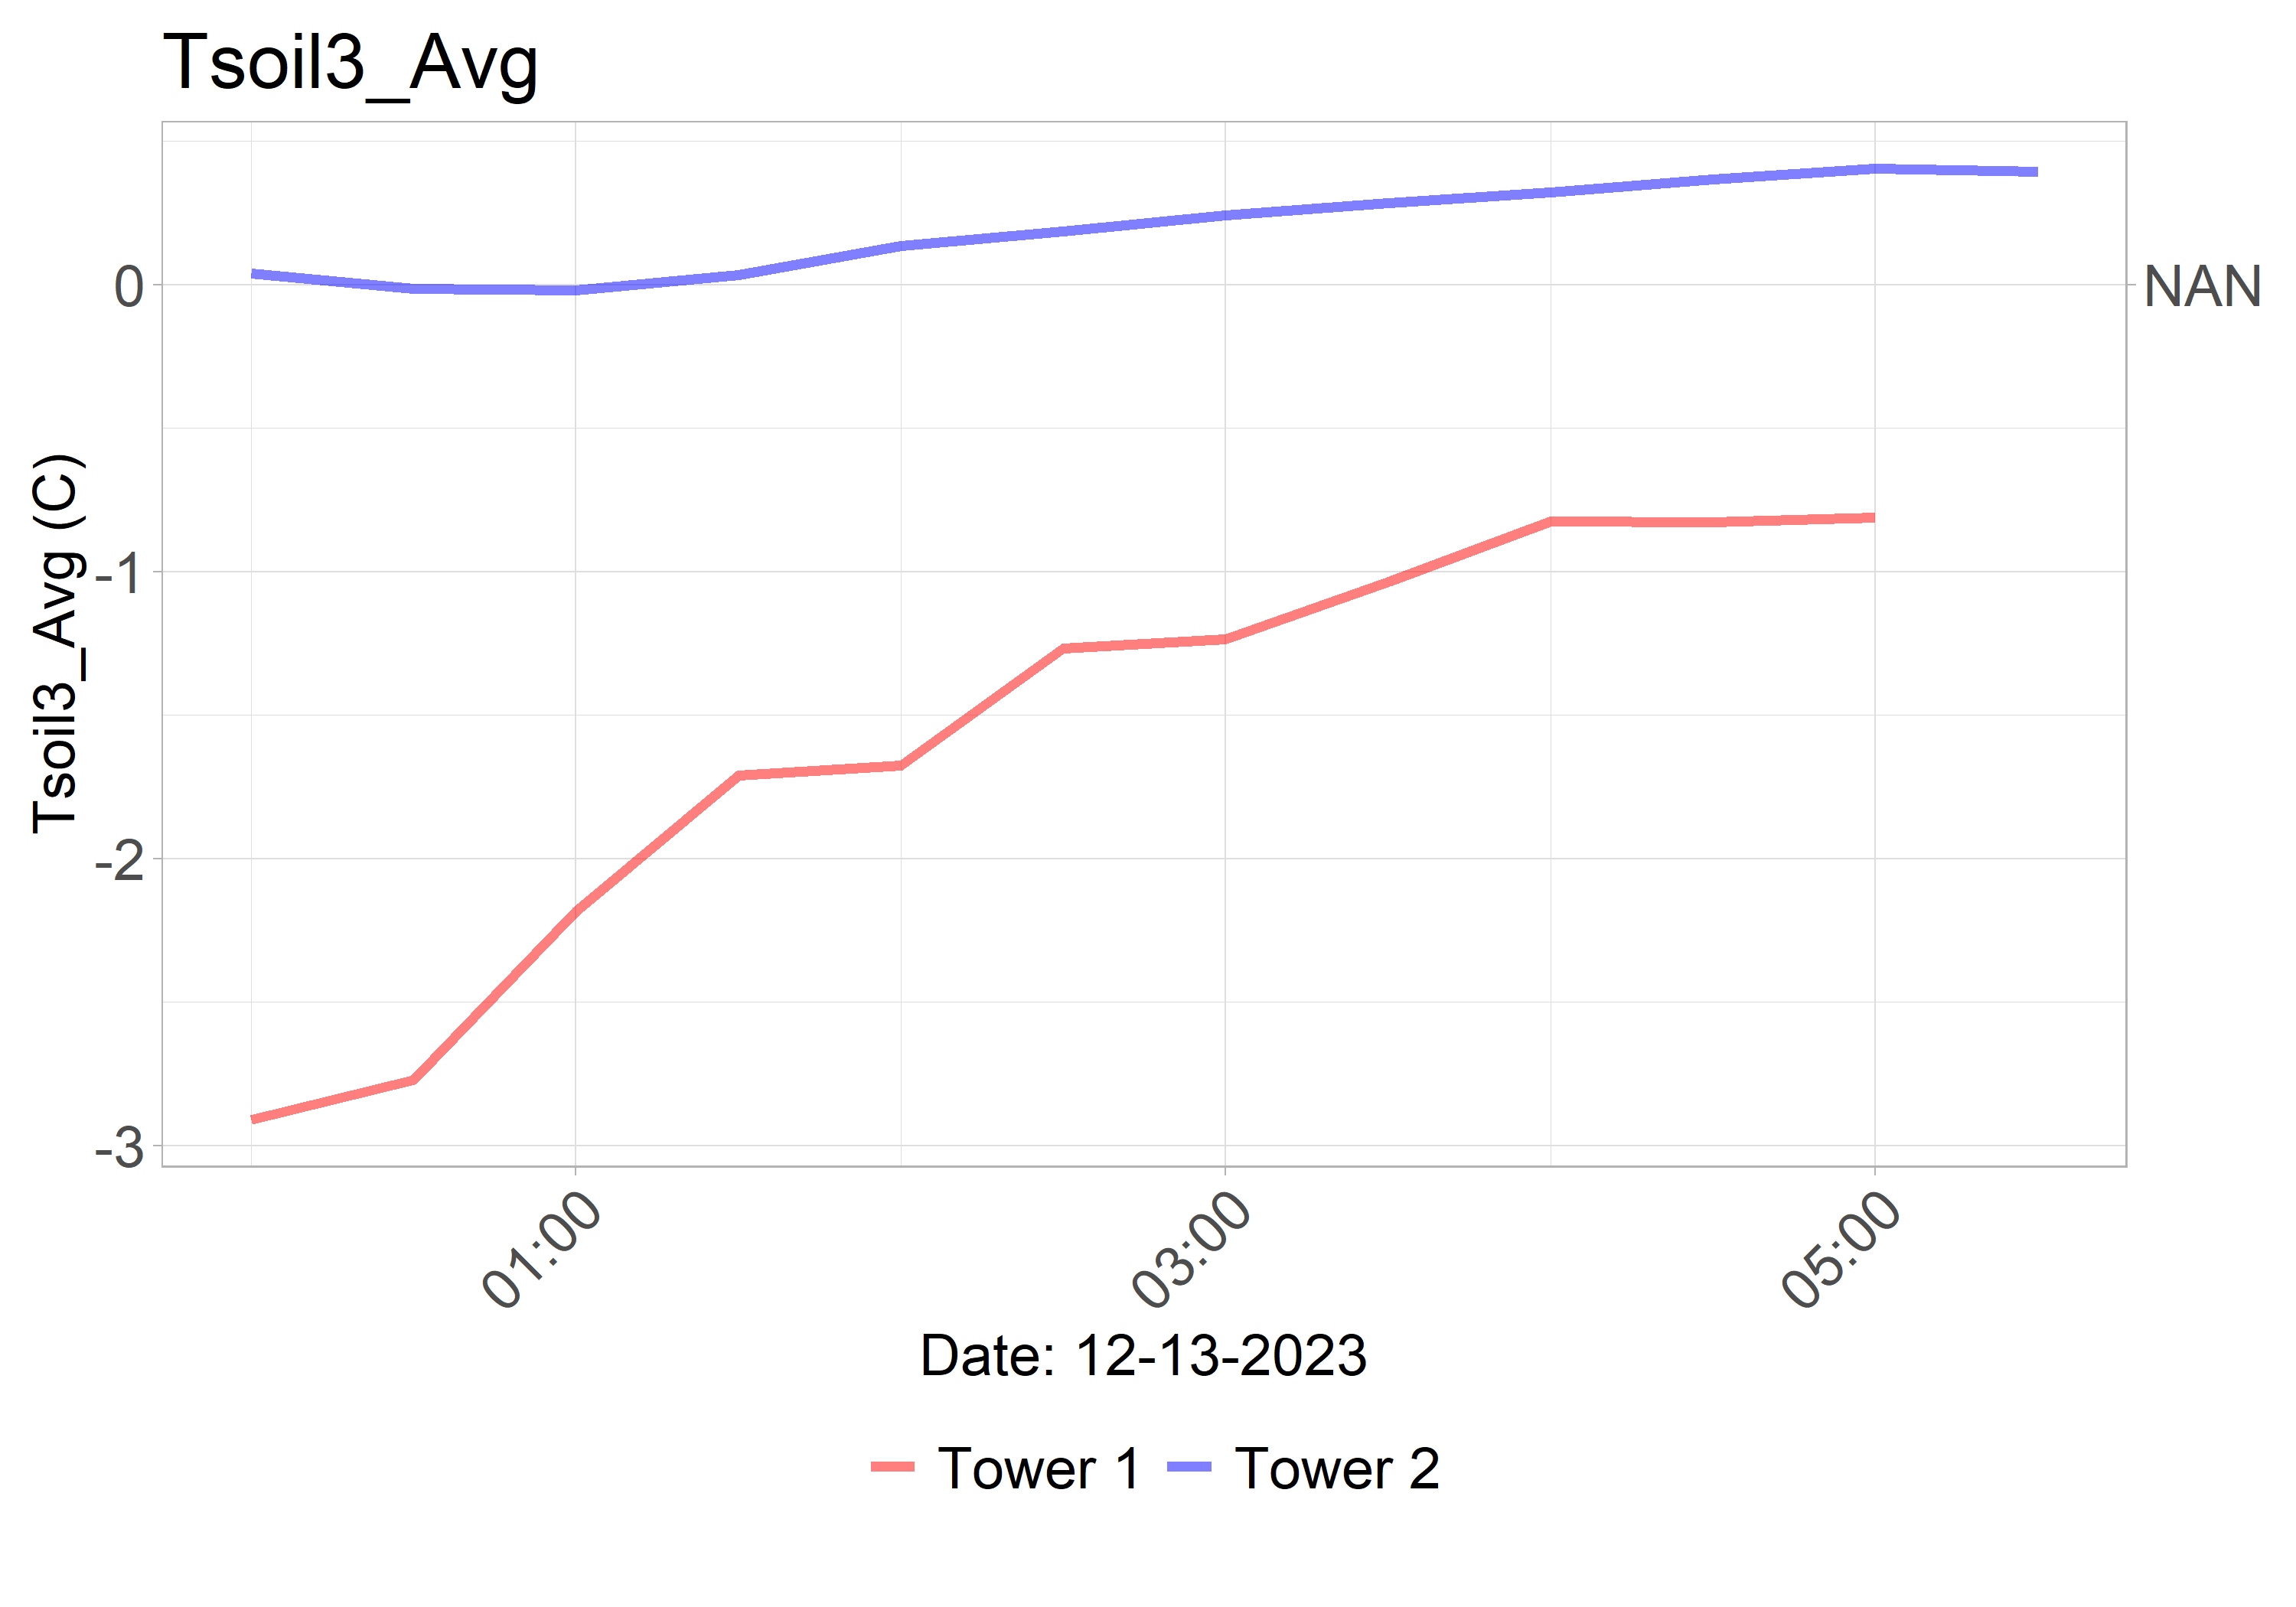 Tsoil3_Avg
Tsoil3_Avg (C)
0
-1
-2
-3
NAN
01:00
03:00
05:00
Date: 12-13-2023
Tower 1
Tower 2